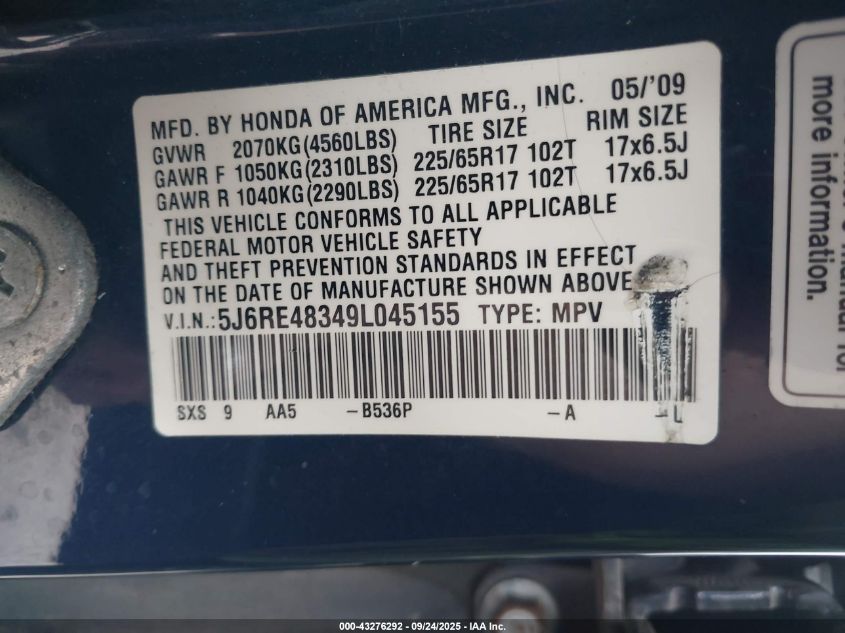 MFD. BY HONDA OF AMERICA MFG., INC. 05/'09
GVWR 2070KG(4560LBS) TIRE SIZE RIM SIZE
GAWR F 1050KG(2310LBS) 225/65R17 102T 17x6.5J
GAWR R 1040KG(2290LBS) 225/65R17 102T 17x6.5J
THIS VEHICLE CONFORMS TO ALL APPLICABLE
FEDERAL MOTOR VEHICLE SAFETY
AND THEFT PREVENTION STANDARDS IN EFFECT
ON THE DATE OF MANUFACTURE SHOWN ABOVE
V.I.N.:5J6RE48349L045155 TYPE: MPV
SXS 9 AA5 -B536P -A -L
manual for
more information.
000-43276292 - 09/24/2025 - IAA Inc.